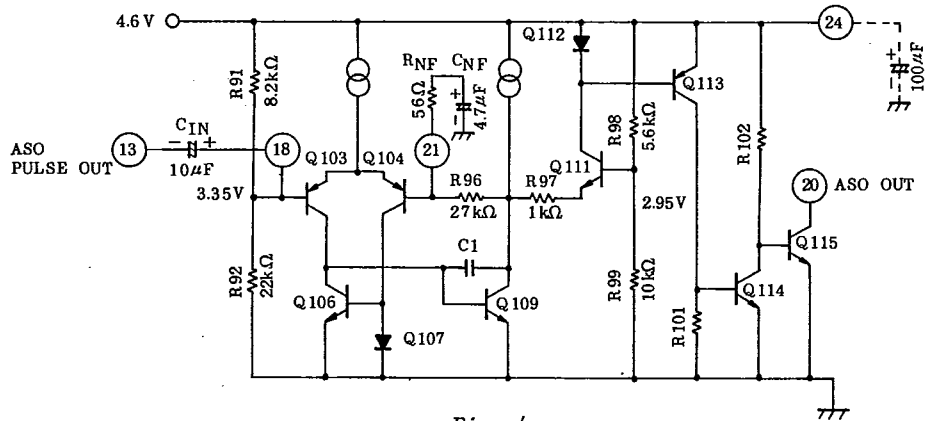 4.6V
Q112
24
R91
8.2kΩ
RNF
CNF
56Ω
4.7μF
Q113
100μF
R98
5.6kΩ
R102
CIN
13
18
ASO
PULSE OUT
10μF
Q103
Q104
21
Q111
20
ASO OUT
3.35V
R96
R97
27kΩ
1kΩ
2.95V
C1
Q115
R92
22kΩ
Q106
Q109
R99
10kΩ
Q114
Q107
R101